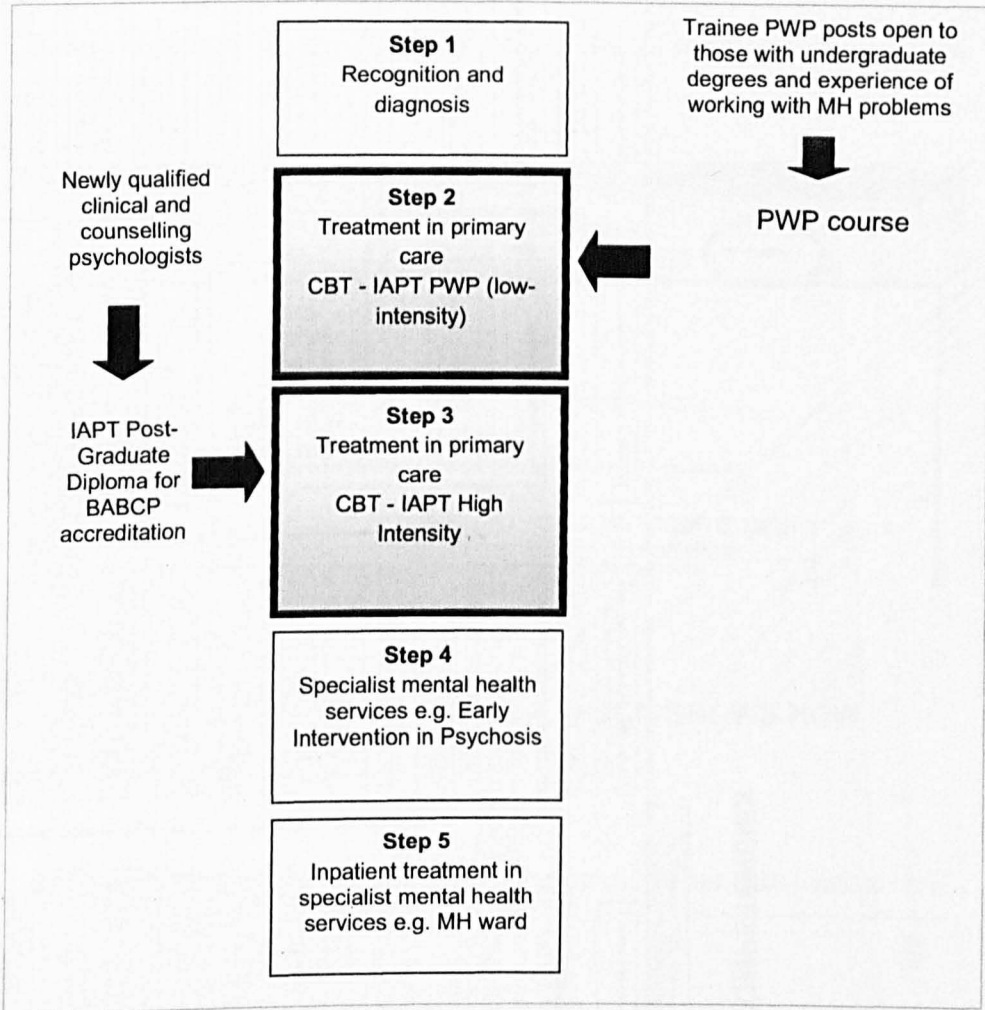 Step 1
Recognition and
diagnosis
Trainee PWP posts open to
those with undergraduate
degrees and experience of
working with MH problems
PWP course
Newly qualified
clinical and
counselling
psychologists
Step 2
Treatment in primary
care
CBT - IAPT PWP (low-
intensity)
IAPT Post-
Graduate
Diploma for
BABCP
accreditation
Step 3
Treatment in primary
care
CBT - IAPT High
Intensity
Step 4
Specialist mental health
services e.g. Early
Intervention in Psychosis
Step 5
Inpatient treatment in
specialist mental health
services e.g. MH ward